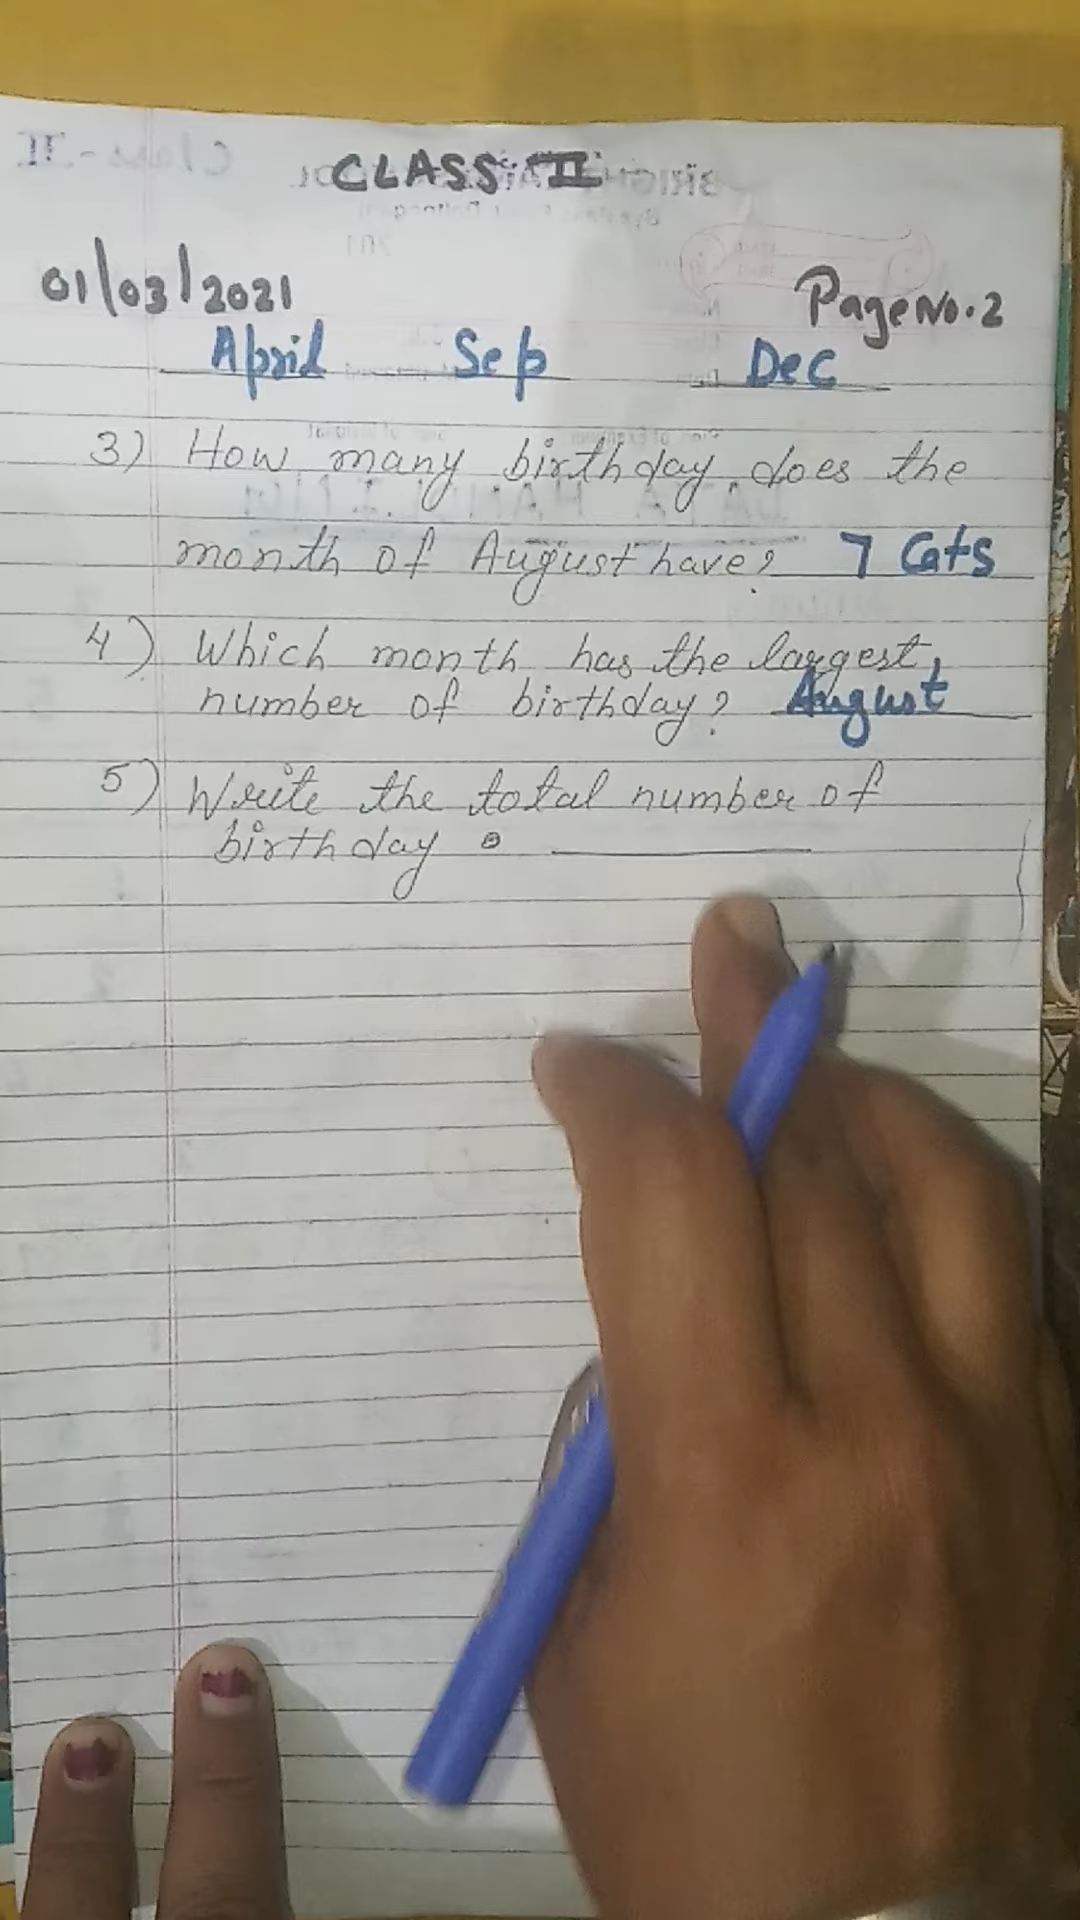 CLASS: II
01/03/2021
Page No. 2
April Sep Dec
3) How many birthday does the
month of August have? 7 Cats
4) Which month has the largest
number of birthday? August
5) Write the total number of
birthday
Class-II